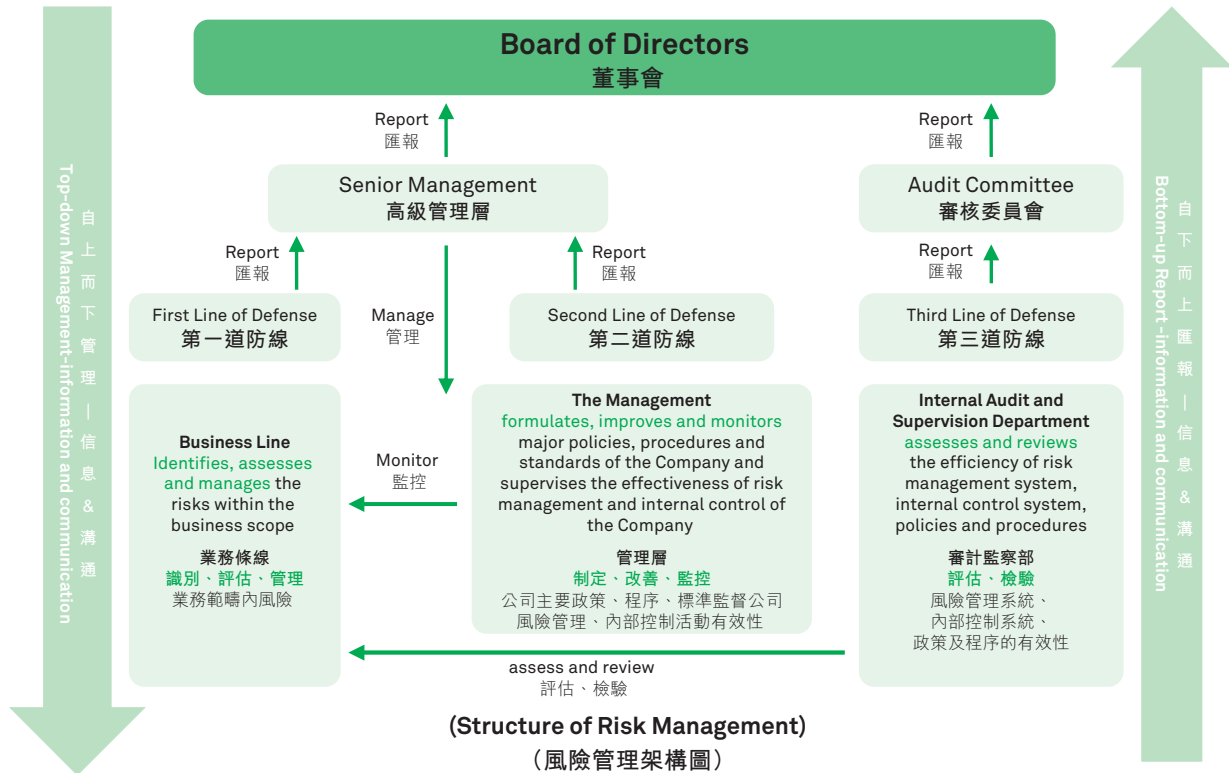 Board of Directors
董事會
Report
匯報
Report
匯報
Senior Management
高級管理層
Audit Committee
審核委員會
Report
匯報
Report
匯報
Report
匯報
Manage
管理
First Line of Defense
第一道防線
Second Line of Defense
第二道防線
Third Line of Defense
第三道防線
Business Line
Identifies, assesses
and manages the
risks within the
business scope
業務條線
識別、評估、管理
業務範疇內風險
Monitor
監控
The Management
formulates, improves and monitors
major policies, procedures and
standards of the Company and
supervises the effectiveness of risk
management and internal control of
the Company
管理層
制定、改善、監控
公司主要政策、程序、標準監督公司
風險管理、內部控制活動有效性
Internal Audit and
Supervision Department
assesses and reviews
the efficiency of risk
management system,
internal control system,
policies and procedures
審計監察部
評估、檢驗
風險管理系統、
內部控制系統、
政策及程序的有效性
assess and review
評估、檢驗
自上而下管理—信息&溝通
Top-down Management-information and communication
自下而上匯報—信息&溝通
Bottom-up Report -information and communication
(Structure of Risk Management)
（風險管理架構圖）